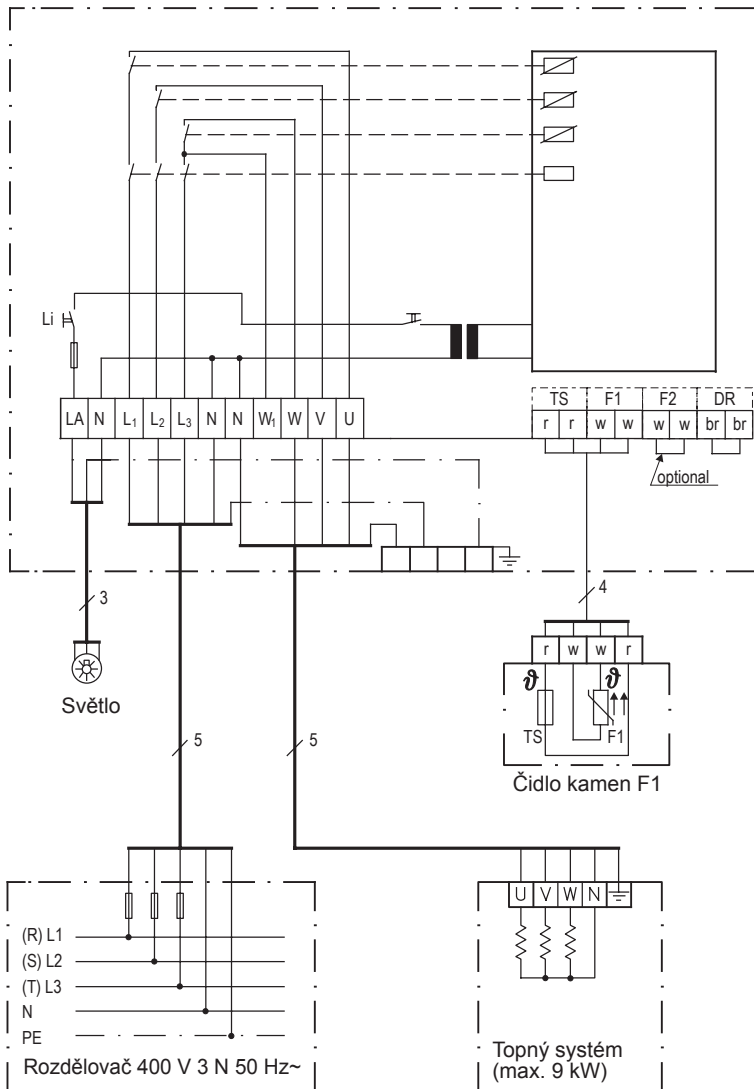 Li
LA N L1 L2 L3 N N W1 W V U
TS F1 F2 DR
r r w w w w br br
optional
3
4
Světlo
r w w r
ϑ ϑ
TS F1
Čidlo kamen F1
5 5
U V W N
(R) L1
(S) L2
(T) L3
N
PE
Rozdělovač 400 V 3 N 50 Hz~
Topný systém
(max. 9 kW)